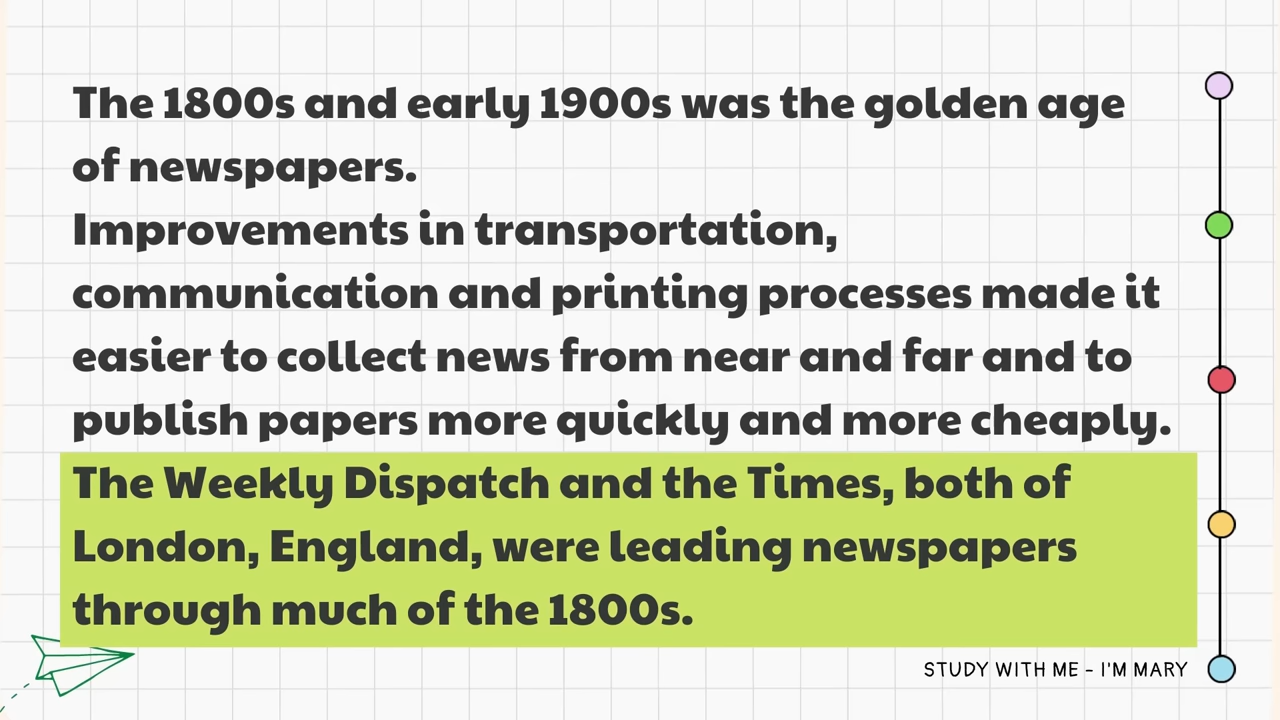 The 1800s and early 1900s was the golden age
of newspapers.
Improvements in transportation,
communication and printing processes made it
easier to collect news from near and far and to
publish papers more quickly and more cheaply.
The Weekly Dispatch and the Times, both of
London, England, were leading newspapers
through much of the 1800s.
STUDY WITH ME - I'M MARY